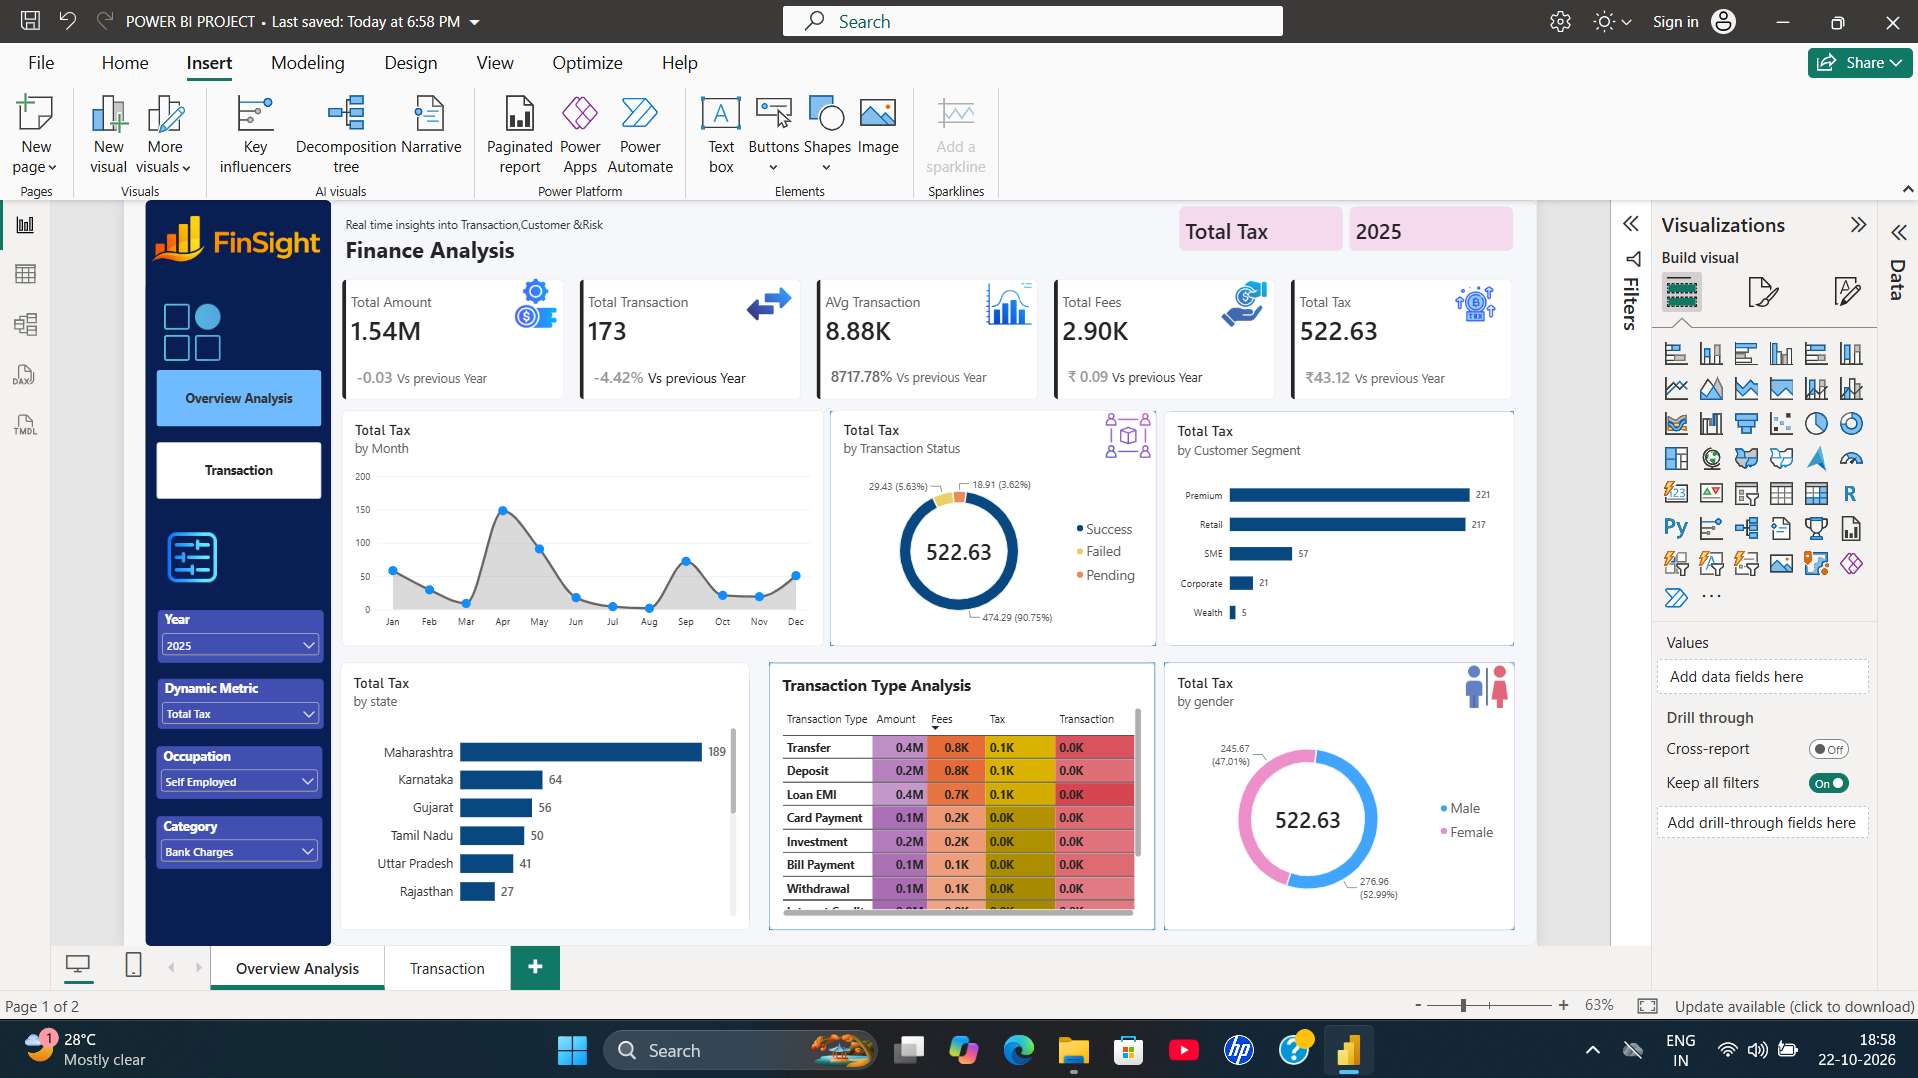 POWER BI PROJECT • Last saved: Today at 6:58 PM
Search
Sign in
File Home Insert Modeling Design View Optimize Help
Share
New page
New visual
More visuals
Key influencers
Decomposition tree
Narrative
Paginated report
Power Apps
Power Automate
Text box
Buttons
Shapes
Image
Add a sparkline
Pages
Visuals
AI visuals
Power Platform
Elements
Sparklines
FinSight
Overview Analysis
Transaction
Year
2025
Dynamic Metric
Total Tax
Occupation
Self Employed
Category
Bank Charges
Real time insights into Transaction,Customer &Risk
Finance Analysis
Total Tax
2025
Total Amount
1.54M
-0.03 Vs previous Year
Total Transaction
173
-4.42% Vs previous Year
AVg Transaction
8.88K
8717.78% Vs previous Year
Total Fees
2.90K
₹ 0.09 Vs previous Year
Total Tax
522.63
₹43.12 Vs previous Year
Total Tax
by Month
200
150
100
50
0
Jan Feb Mar Apr May Jun Jul Aug Sep Oct Nov Dec
Total Tax
by Transaction Status
29.43 (5.63%)
18.91 (3.62%)
522.63
474.29 (90.75%)
Success
Failed
Pending
Total Tax
by Customer Segment
Premium 221
Retail 217
SME 57
Corporate 21
Wealth 5
Total Tax
by state
Maharashtra 189
Karnataka 64
Gujarat 56
Tamil Nadu 50
Uttar Pradesh 41
Rajasthan 27
Transaction Type Analysis
Transaction Type Amount Fees Tax Transaction
Transfer 0.4M 0.8K 0.1K 0.0K
Deposit 0.2M 0.8K 0.1K 0.0K
Loan EMI 0.4M 0.7K 0.1K 0.0K
Card Payment 0.1M 0.2K 0.0K 0.0K
Investment 0.2M 0.2K 0.0K 0.0K
Bill Payment 0.1M 0.1K 0.0K 0.0K
Withdrawal 0.1M 0.1K 0.0K 0.0K
Total Tax
by gender
245.67
(47.01%)
522.63
276.96
(52.99%)
Male
Female
Filters
Visualizations
Build visual
123
R
Py
Values
Add data fields here
Drill through
Cross-report Off
Keep all filters On
Add drill-through fields here
Data
DAX
TMDL
Overview Analysis
Transaction
+
Page 1 of 2
- + 63%
Update available (click to download)
1
28°C
Mostly clear
Search
hp
ENG
IN
18:58
22-10-2026